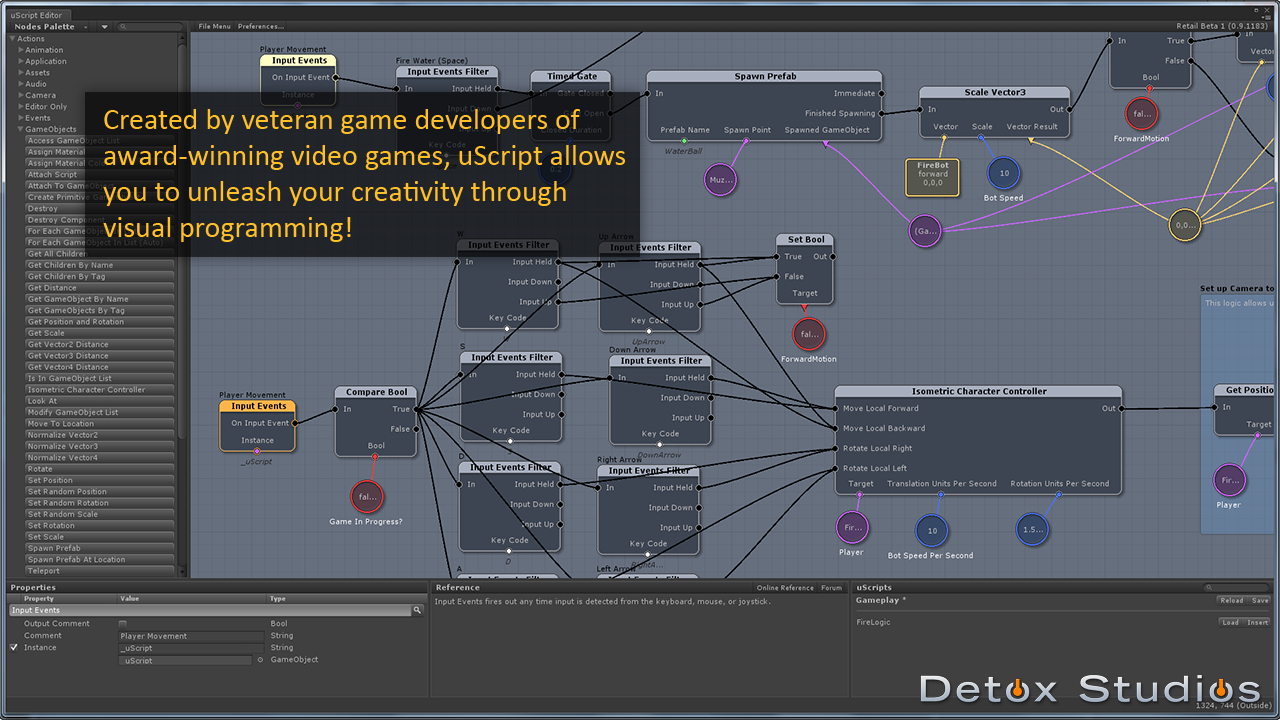 uScript Editor
Nodes Palette
File Menu Preferences...
Retail Beta 1 (0.9.1183)
Actions
Animation
Application
Assets
Audio
Camera
Editor Only
Events
GameObjects
Access GameObject List
Assign Material
Assign Material
Attach Script
Attach To
Create Primitive
Destroy
Destroy Component
For Each
For Each GameObject In List (Auto)
Get All Children
Get Children By Name
Get Children By Tag
Get Distance
Get GameObject By Name
Get GameObjects By Tag
Get Position and Rotation
Get Scale
Get Vector2 Distance
Get Vector3 Distance
Get Vector4 Distance
Is In GameObject List
Isometric Character Controller
Look At
Modify GameObject List
Move To Location
Normalize Vector2
Normalize Vector3
Normalize Vector4
Rotate
Set Position
Set Random Position
Set Random Rotation
Set Random Scale
Set Rotation
Set Scale
Spawn Prefab
Spawn Prefab At Location
Teleport
Created by veteran game developers of
award-winning video games, uScript allows
you to unleash your creativity through
visual programming!
Player Movement
Input Events
On Input Event
Instance
Fire Water (Space)
Input Events Filter
In Input Held
Input Down
Timed Gate
In Gate Closed
Open
Duration
0.2
Spawn Prefab
In Immediate
Finished Spawning
Prefab Name Spawn Point Spawned GameObject
WaterBall
Muz...
Scale Vector3
In Out
Vector Scale Vector Result
FireBot
forward
0,0,0
10
Bot Speed
(Ga...
0,0...
In True
False
Bool
fal...
ForwardMotion
In
Vector
W
Input Events Filter
In Input Held
Input Down
Input Up
Key Code
W
Up Arrow
Input Events Filter
In Input Held
Input Down
Input Up
Key Code
UpArrow
Set Bool
True Out
False
Target
fal...
ForwardMotion
Set up Camera to
This logic allows u
S
Input Events Filter
In Input Held
Input Down
Input Up
Key Code
S
Down Arrow
Input Events Filter
In Input Held
Input Down
Input Up
Key Code
DownArrow
Player Movement
Input Events
On Input Event
Instance
_uScript
Compare Bool
In True
False
Bool
fal...
Game In Progress?
Isometric Character Controller
Move Local Forward Out
Move Local Backward
Rotate Local Right
Rotate Local Left
Target Translation Units Per Second Rotation Units Per Second
Fir...
Player
10
Bot Speed Per Second
1.5...
Get Positio
In
Target
Fir...
Player
D
Input Events Filter
In Input Held
Input Down
Input Up
Key Code
D
Right Arrow
Input Events Filter
In Input Held
Input Down
Input Up
Key Code
RightA...
A
Input Events Filter
Left Arrow
Input Events Filter
Properties
Property Value Type
Input Events
Output Comment Bool
Comment Player Movement String
Instance _uScript String
_uScript GameObject
Reference Online Reference Forum
Input Events fires out any time input is detected from the keyboard, mouse, or joystick.
uScripts
Gameplay * Reload Save
FireLogic Load Insert
Detox Studios
1324, 744 (Outside)